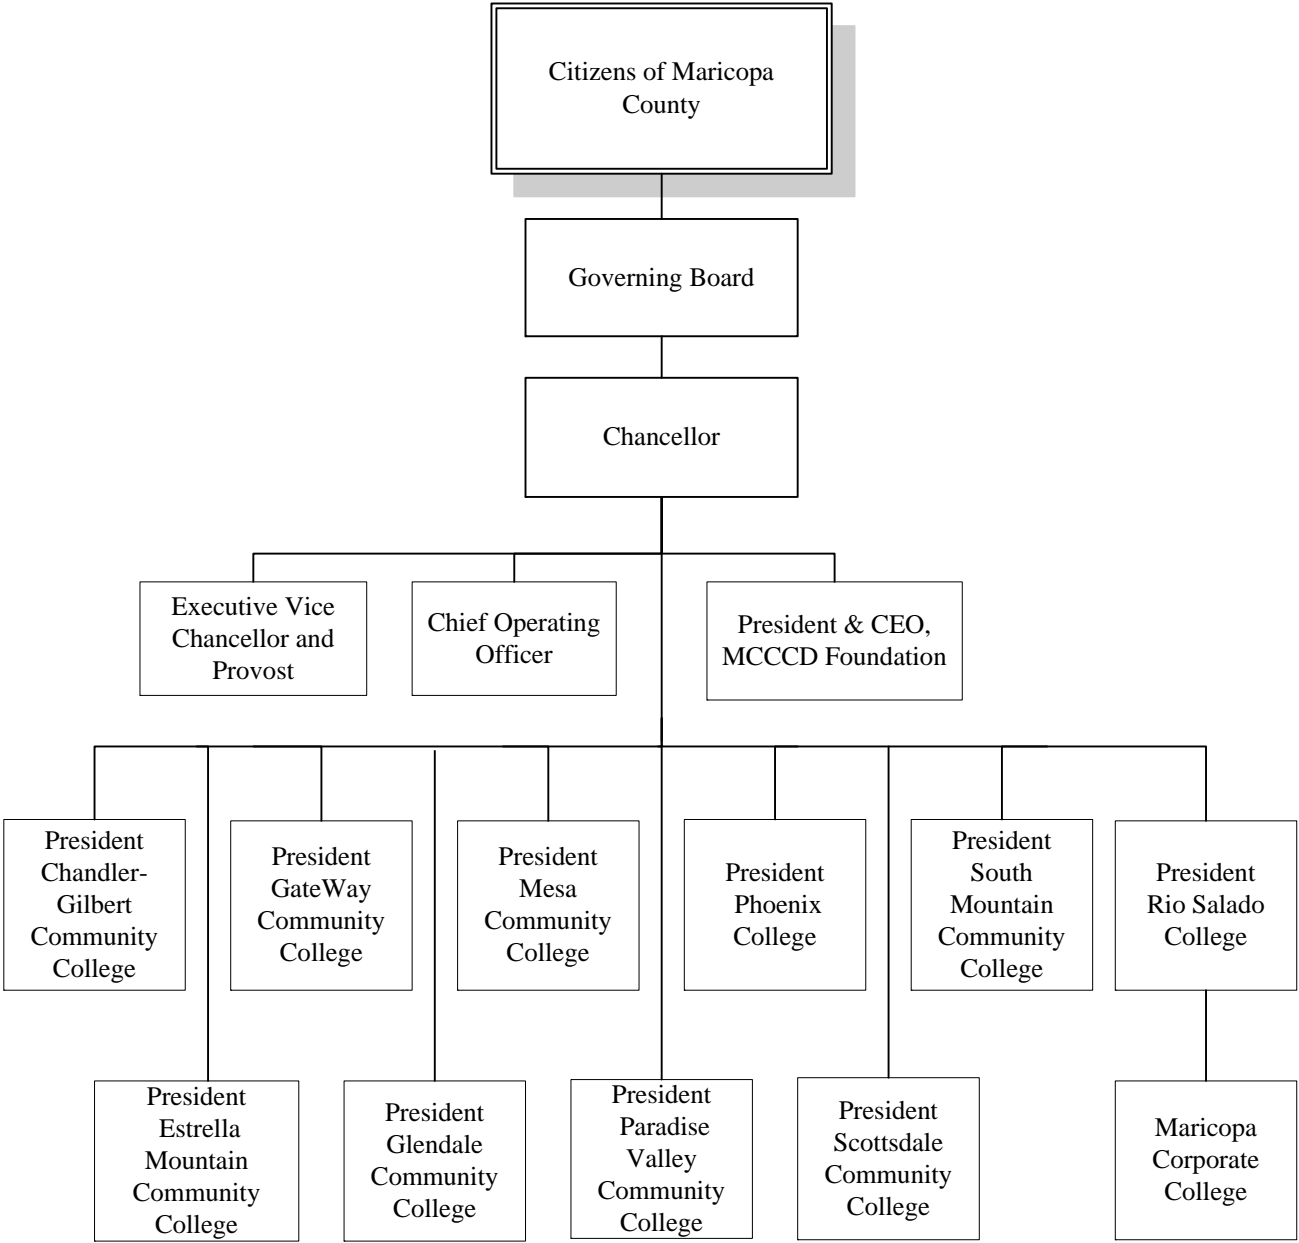 Citizens of Maricopa
County
Governing Board
Chancellor
Executive Vice
Chancellor and
Provost
Chief Operating
Officer
President & CEO,
MCCCD Foundation
President
Chandler-
Gilbert
Community
College
President
GateWay
Community
College
President
Mesa
Community
College
President
Phoenix
College
President
South
Mountain
Community
College
President
Rio Salado
College
President
Estrella
Mountain
Community
College
President
Glendale
Community
College
President
Paradise
Valley
Community
College
President
Scottsdale
Community
College
Maricopa
Corporate
College